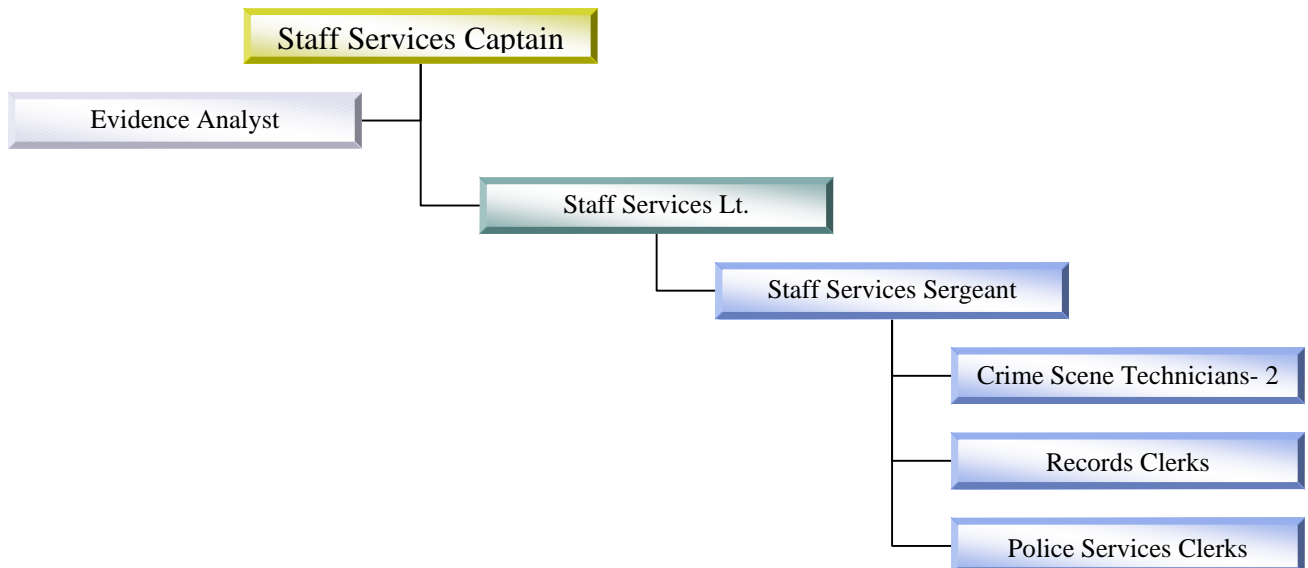 Staff Services Captain
Evidence Analyst
Staff Services Lt.
Staff Services Sergeant
Crime Scene Technicians- 2
Records Clerks
Police Services Clerks